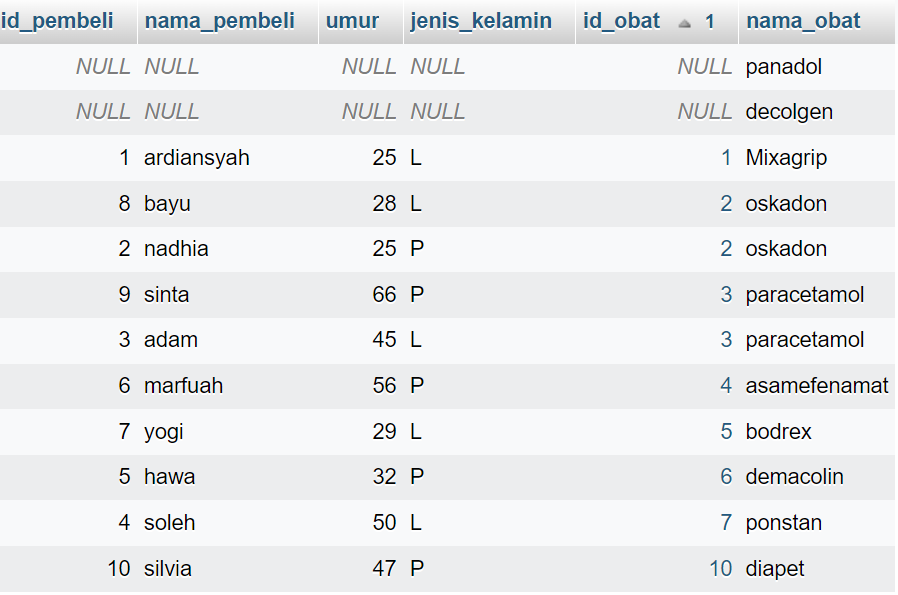 id_pembeli nama_pembeli umur jenis_kelamin id_obat 1 nama_obat
NULL NULL NULL NULL NULL panadol
NULL NULL NULL NULL NULL decolgen
1 ardiansyah 25 L 1 Mixagrip
8 bayu 28 L 2 oskadon
2 nadhia 25 P 2 oskadon
9 sinta 66 P 3 paracetamol
3 adam 45 L 3 paracetamol
6 marfuah 56 P 4 asamefenamat
7 yogi 29 L 5 bodrex
5 hawa 32 P 6 demacolin
4 soleh 50 L 7 ponstan
10 silvia 47 P 10 diapet